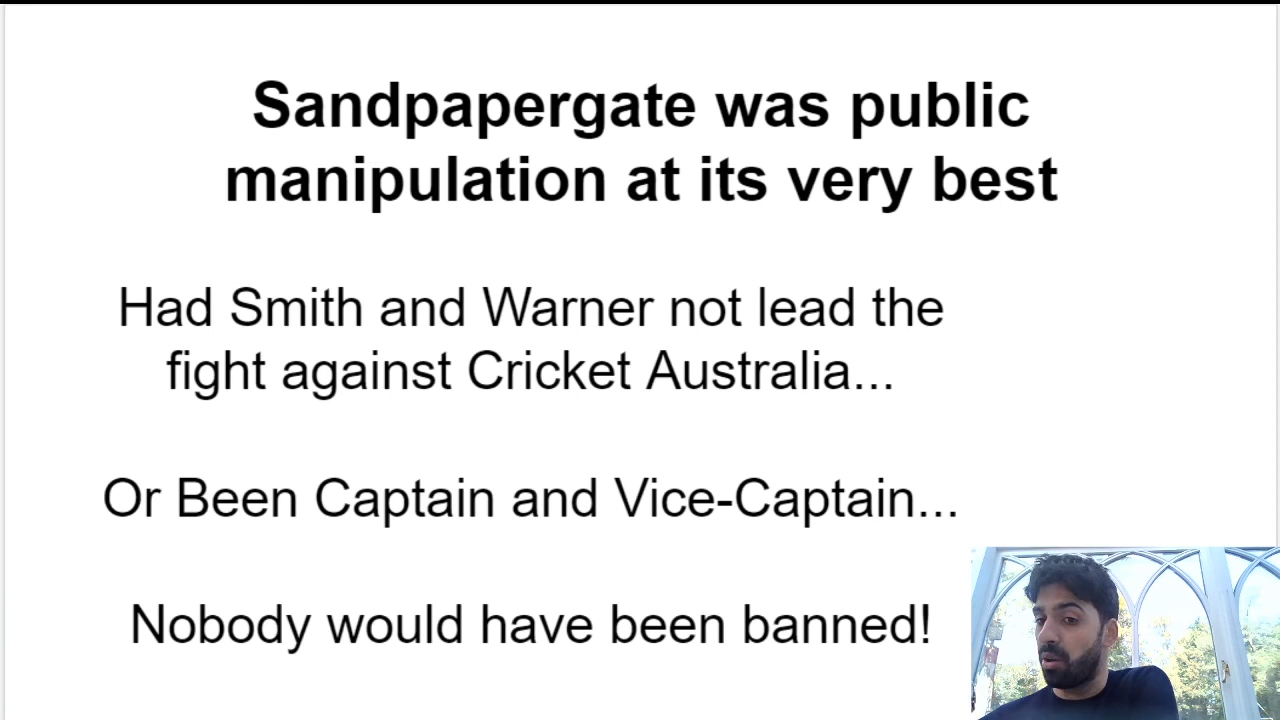 Sandpapergate was public
manipulation at its very best
Had Smith and Warner not lead the
fight against Cricket Australia...
Or Been Captain and Vice-Captain...
Nobody would have been banned!